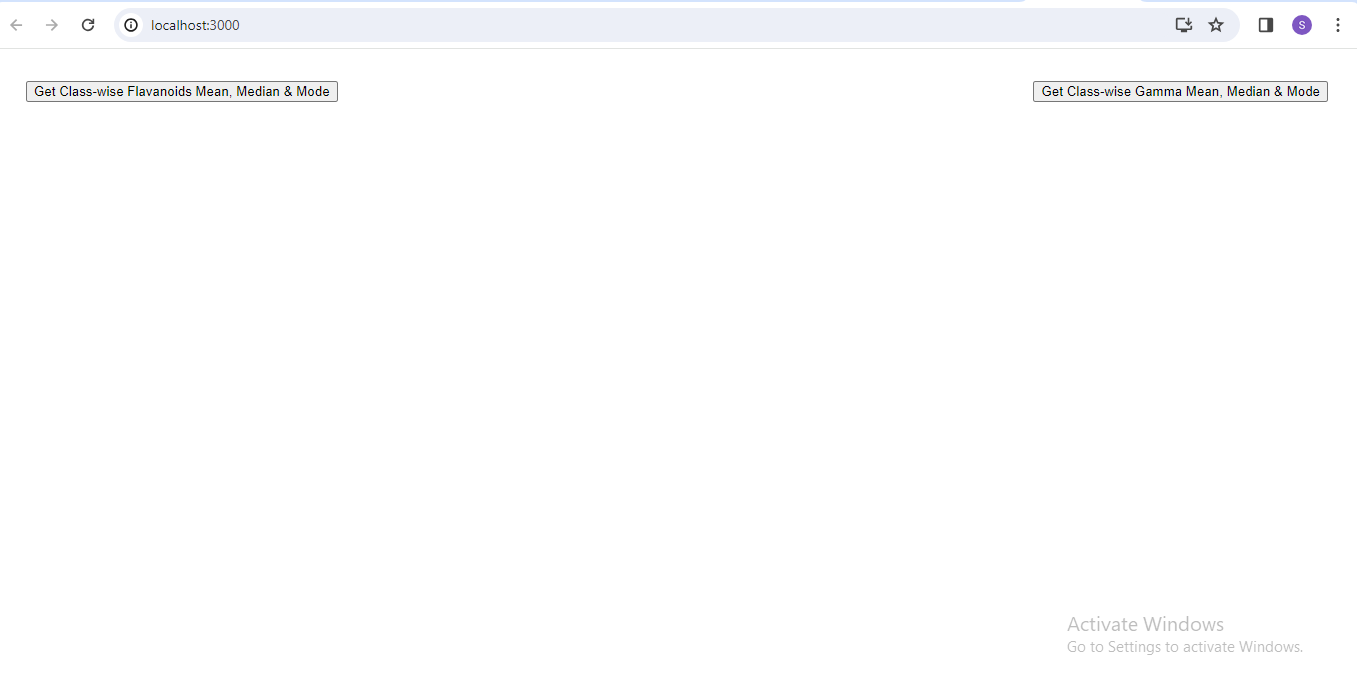 localhost:3000
S
Get Class-wise Flavanoids Mean, Median & Mode
Get Class-wise Gamma Mean, Median & Mode
Activate Windows
Go to Settings to activate Windows.